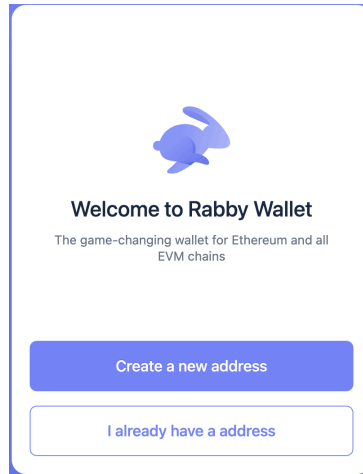 Welcome to Rabby Wallet
The game-changing wallet for Ethereum and all
EVM chains
Create a new address
I already have a address